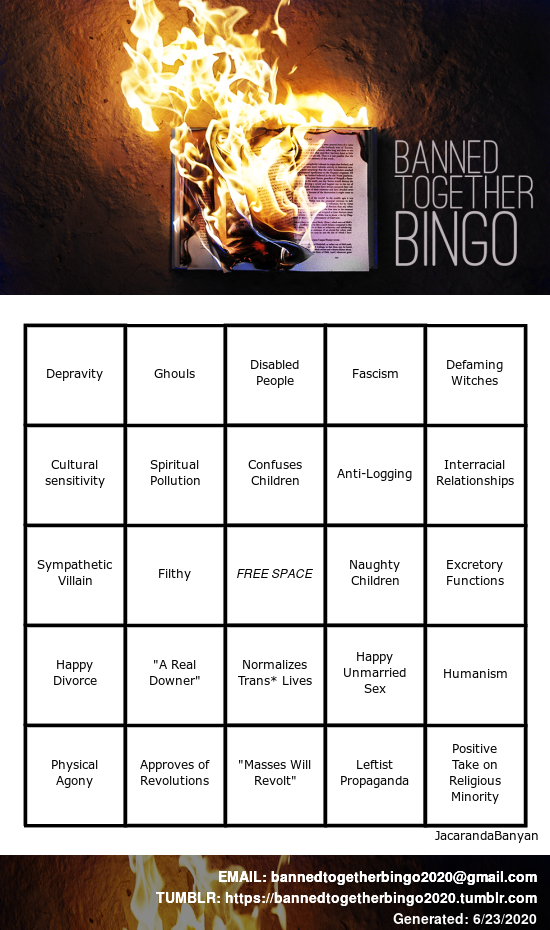 BANNED
TOGETHER
BINGO
Depravity
Ghouls
Disabled
People
Fascism
Defaming
Witches
Cultural
sensitivity
Spiritual
Pollution
Confuses
Children
Anti-Logging
Interracial
Relationships
Sympathetic
Villain
Filthy
FREE SPACE
Naughty
Children
Excretory
Functions
Happy
Divorce
"A Real
Downer"
Normalizes
Trans* Lives
Happy
Unmarried
Sex
Humanism
Physical
Agony
Approves of
Revolutions
"Masses Will
Revolt"
Leftist
Propaganda
Positive
Take on
Religious
Minority
JacarandaBanyan
EMAIL: bannedtogetherbingo2020@gmail.com
TUMBLR: https://bannedtogetherbingo2020.tumblr.com
Generated: 6/23/2020